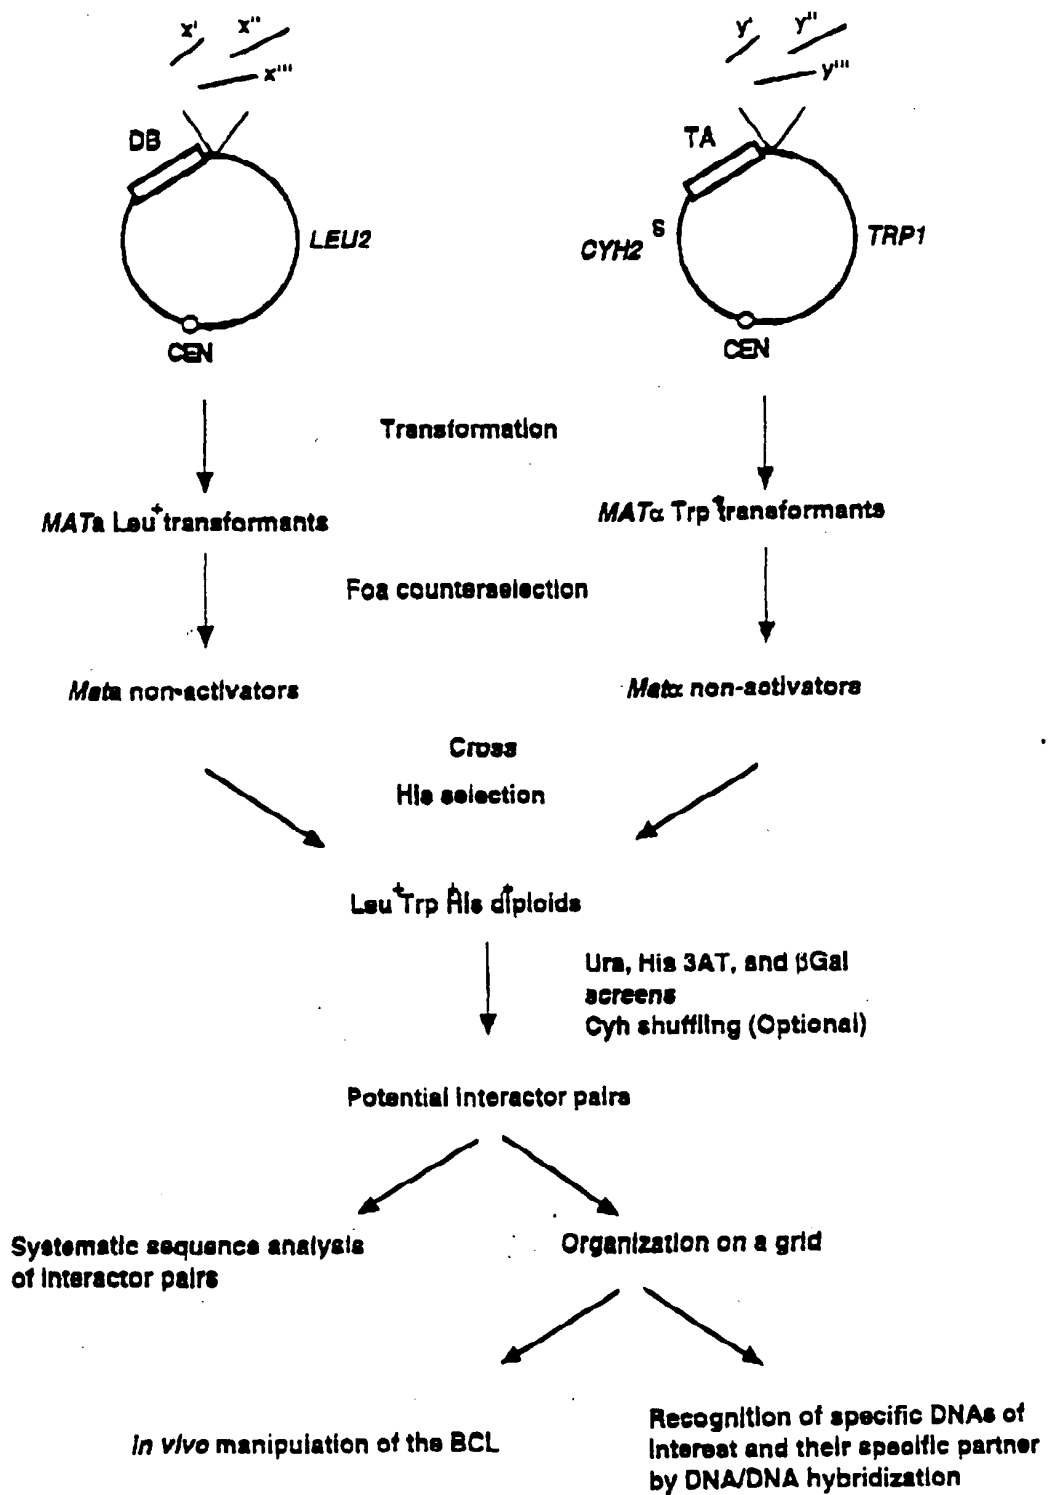 x' x'' y' y''
x''' y'''
DB TA
LEU2 CYH2 S TRP1
CEN CEN
Transformation
MATa Leu+ transformants MATα Trp+ transformants
Foa counterselection
Mata non-activators Matα non-activators
Cross
His selection
Leu+ Trp+ His+ diploids
Ura, His 3AT, and βGal
screens
Cyh shuffling (Optional)
Potential interactor pairs
Systematic sequence analysis
of interactor pairs
Organization on a grid
in vivo manipulation of the BCL
Recognition of specific DNAs of
interest and their specific partner
by DNA/DNA hybridization